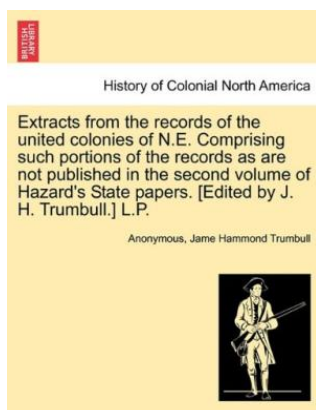 BRITISH
LIBRARY
History of Colonial North America
Extracts from the records of the
united colonies of N.E. Comprising
such portions of the records as are
not published in the second volume of
Hazard's State papers. [Edited by J.
H. Trumbull.] L.P.
Anonymous, Jame Hammond Trumbull